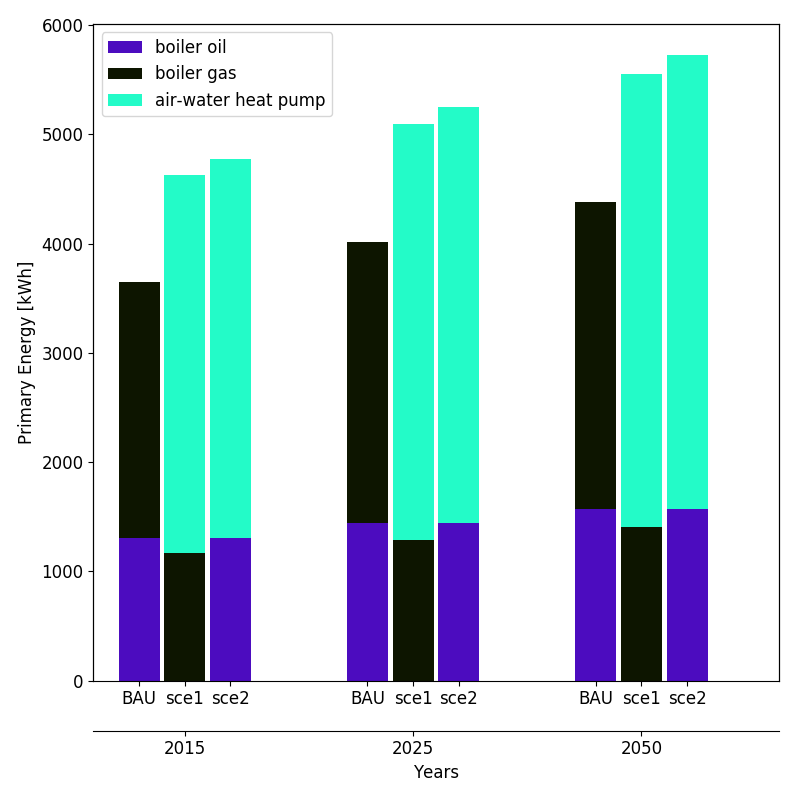 6000
5000
4000
3000
2000
1000
0
Primary Energy [kWh]
boiler oil
boiler gas
air-water heat pump
BAU sce1 sce2 BAU sce1 sce2 BAU sce1 sce2
2015 2025 2050
Years